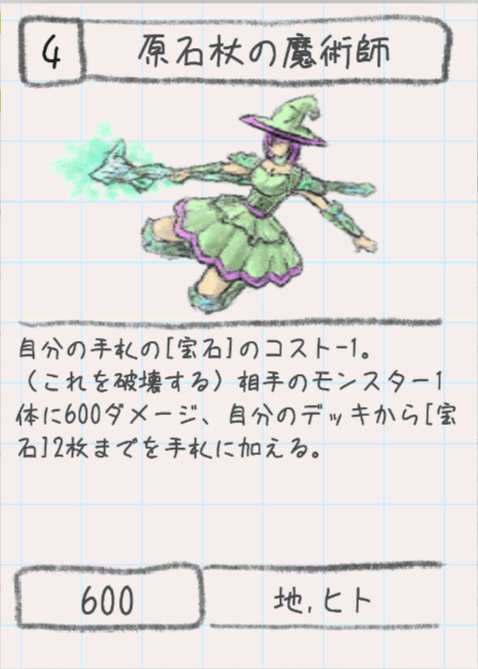 4
原石杖の魔術師
自分の手札の[宝石]のコスト-1。
（これを破壊する）相手のモンスター1
体に600ダメージ、自分のデッキから[宝
石]2枚までを手札に加える。
600
地,ヒト